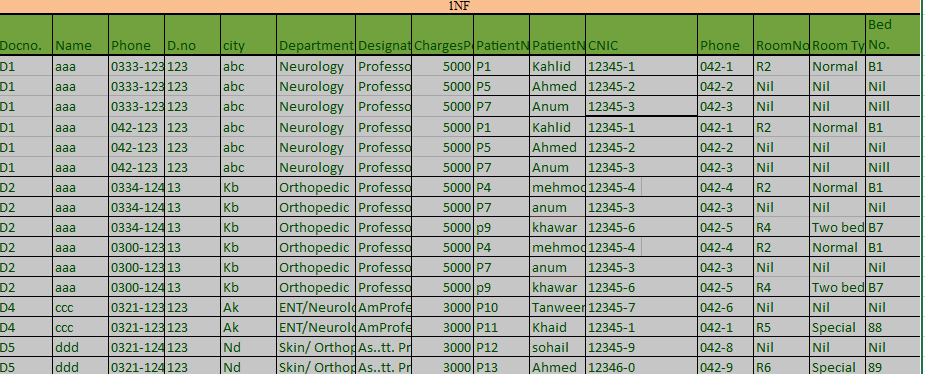 1NF
Docno. Name Phone D.no city Department Designat ChargesPe PatientN PatientN CNIC Phone RoomNo Room Ty Bed No.
D1 aaa 0333-123 123 abc Neurology Professo 5000 P1 Kahlid 12345-1 042-1 R2 Normal B1
D1 aaa 0333-123 123 abc Neurology Professo 5000 P5 Ahmed 12345-2 042-2 Nil Nil Nil
D1 aaa 0333-123 123 abc Neurology Professo 5000 P7 Anum 12345-3 042-3 Nil Nil Nill
D1 aaa 042-123 123 abc Neurology Professo 5000 P1 Kahlid 12345-1 042-1 R2 Normal B1
D1 aaa 042-123 123 abc Neurology Professo 5000 P5 Ahmed 12345-2 042-2 Nil Nil Nil
D1 aaa 042-123 123 abc Neurology Professo 5000 P7 Anum 12345-3 042-3 Nil Nil Nill
D2 aaa 0334-124 13 Kb Orthopedic Professo 5000 P4 mehmoo 12345-4 042-4 R2 Normal B1
D2 aaa 0334-124 13 Kb Orthopedic Professo 5000 P7 anum 12345-3 042-3 Nil Nil Nil
D2 aaa 0334-124 13 Kb Orthopedic Professo 5000 p9 khawar 12345-6 042-5 R4 Two bed B7
D2 aaa 0300-123 13 Kb Orthopedic Professo 5000 P4 mehmoo 12345-4 042-4 R2 Normal B1
D2 aaa 0300-123 13 Kb Orthopedic Professo 5000 P7 anum 12345-3 042-3 Nil Nil Nil
D2 aaa 0300-124 13 Kb Orthopedic Professo 5000 p9 khawar 12345-6 042-5 R4 Two bed B7
D4 ccc 0321-123 123 Ak ENT/Neurolo AmProfe 3000 P10 Tanweer 12345-7 042-6 Nil Nil Nil
D4 ccc 0321-123 123 Ak ENT/Neurolo AmProfe 3000 P11 Khaid 12345-1 042-1 R5 Special 88
D5 ddd 0321-124 123 Nd Skin/ Orthop As..tt. Pr 3000 P12 sohail 12345-9 042-8 Nil Nil Nil
D5 ddd 0321-124 123 Nd Skin/ Orthop As..tt. Pr 3000 P13 Ahmed 12346-0 042-9 R6 Special 89